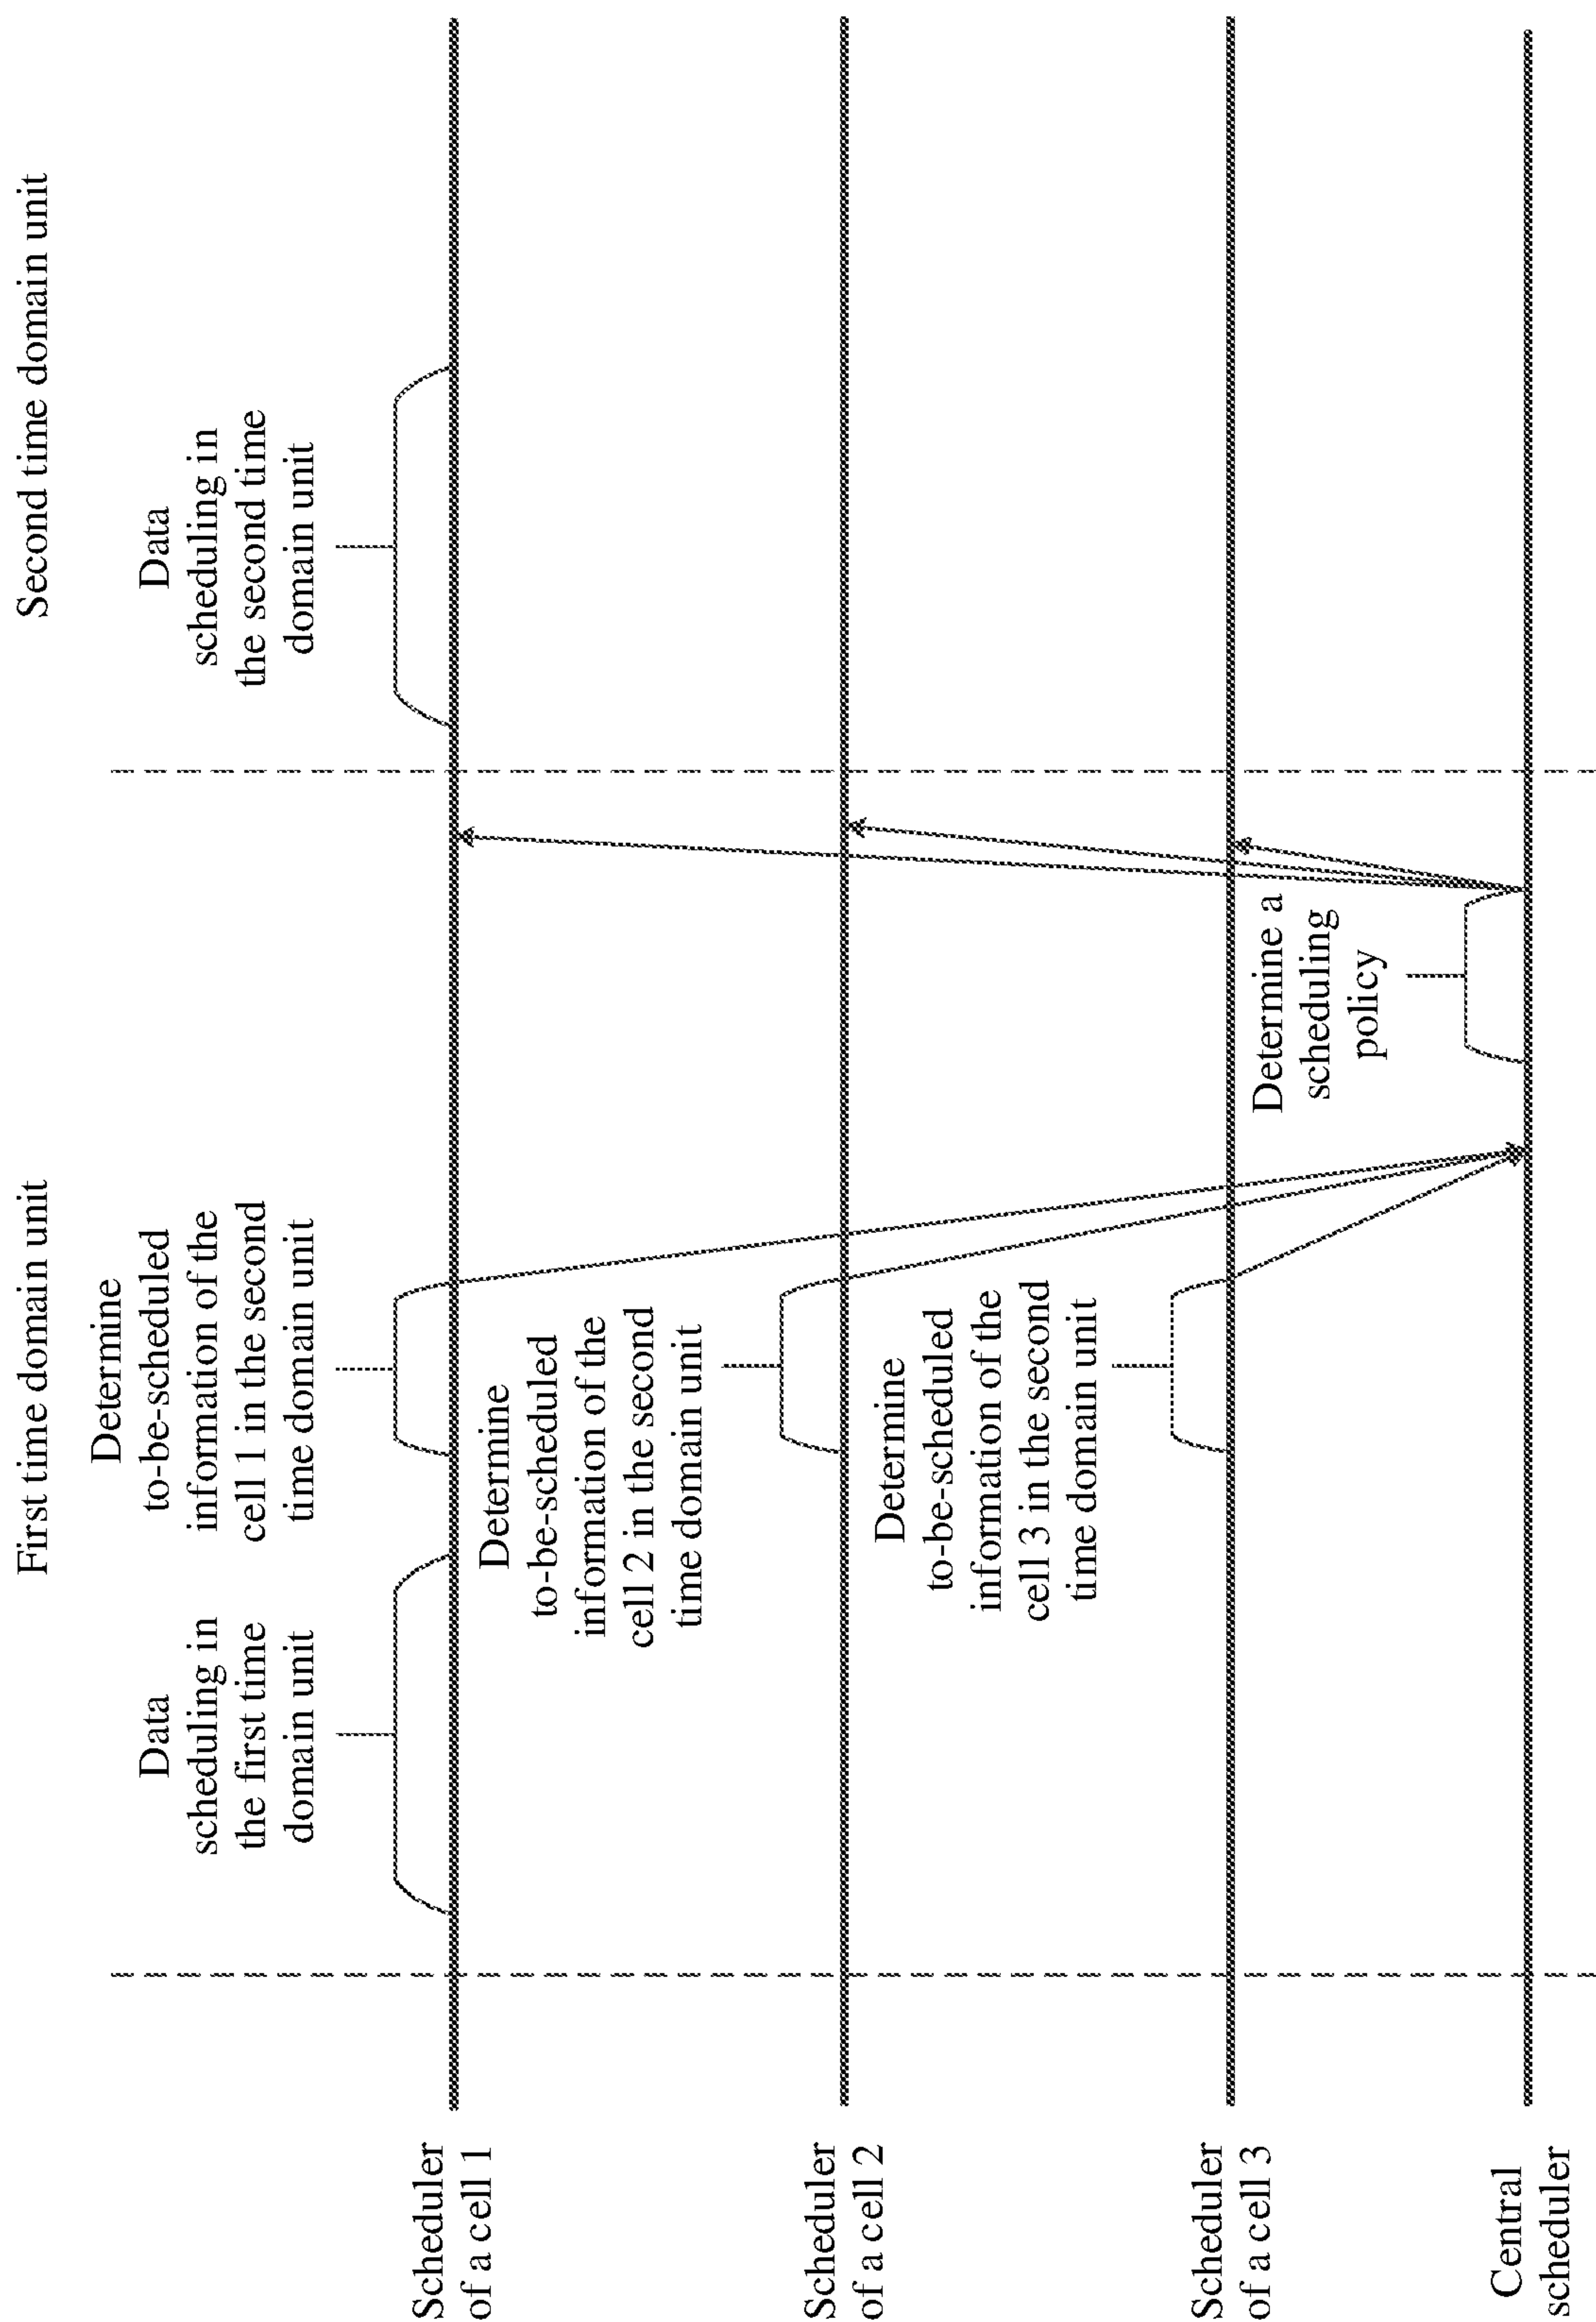 First time domain unit
Second time domain unit
Data
scheduling in
the first time
domain unit
Determine
to-be-scheduled
information of the
cell 1 in the second
time domain unit
Data
scheduling in
the second time
domain unit
Scheduler
of a cell 1
Determine
to-be-scheduled
information of the
cell 2 in the second
time domain unit
Scheduler
of a cell 2
Determine
to-be-scheduled
information of the
cell 3 in the second
time domain unit
Scheduler
of a cell 3
Determine a
scheduling
policy
Central
scheduler